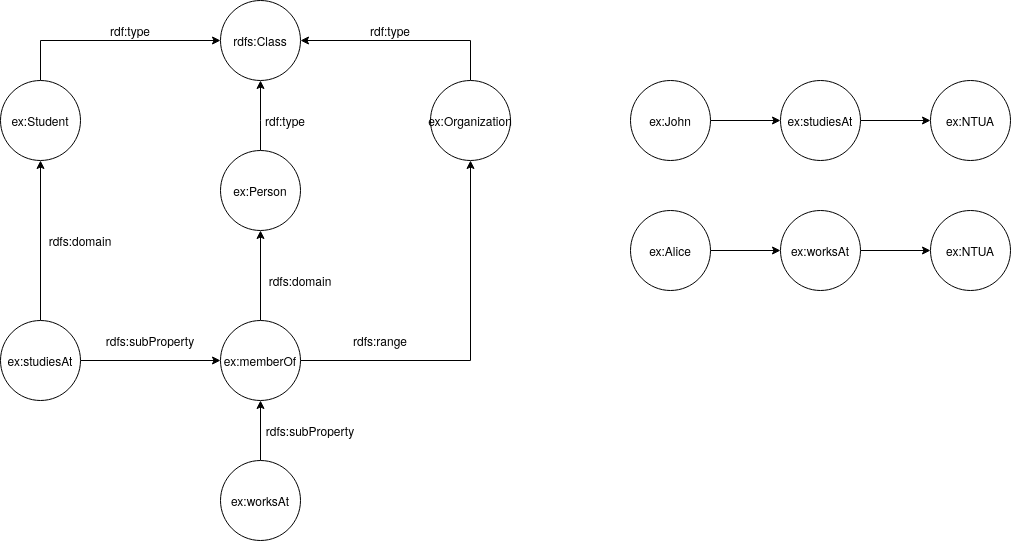 rdf:type
rdfs:Class
rdf:type
ex:Student
rdf:type
ex:Organization
ex:John
ex:studiesAt
ex:NTUA
ex:Person
rdfs:domain
rdfs:domain
ex:Alice
ex:worksAt
ex:NTUA
ex:studiesAt
rdfs:subProperty
ex:memberOf
rdfs:range
rdfs:subProperty
ex:worksAt